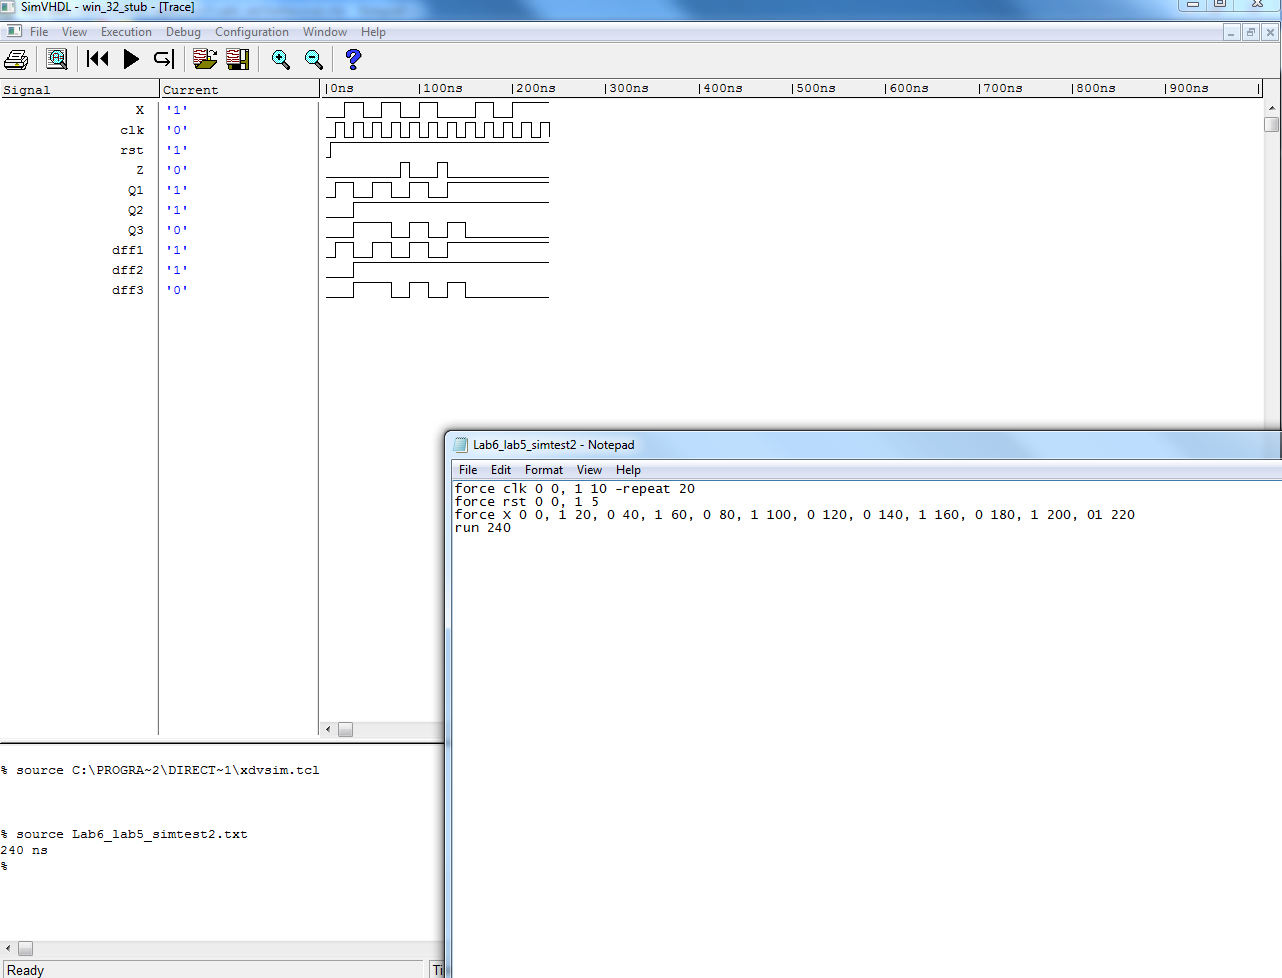 SimVHDL - win_32_stub - [Trace]
File View Execution Debug Configuration Window Help
Signal Current |0ns |100ns |200ns |300ns |400ns |500ns |600ns |700ns |800ns |900ns
X '1'
clk '0'
rst '1'
Z '0'
Q1 '1'
Q2 '1'
Q3 '0'
dff1 '1'
dff2 '1'
dff3 '0'
Lab6_lab5_simtest2 - Notepad
File Edit Format View Help
force clk 0 0, 1 10 -repeat 20
force rst 0 0, 1 5
force X 0 0, 1 20, 0 40, 1 60, 0 80, 1 100, 0 120, 0 140, 1 160, 0 180, 1 200, 01 220
run 240
% source C:\PROGRA~2\DIRECT~1\xdvsim.tcl
% source Lab6_lab5_simtest2.txt
240 ns
%
Ready